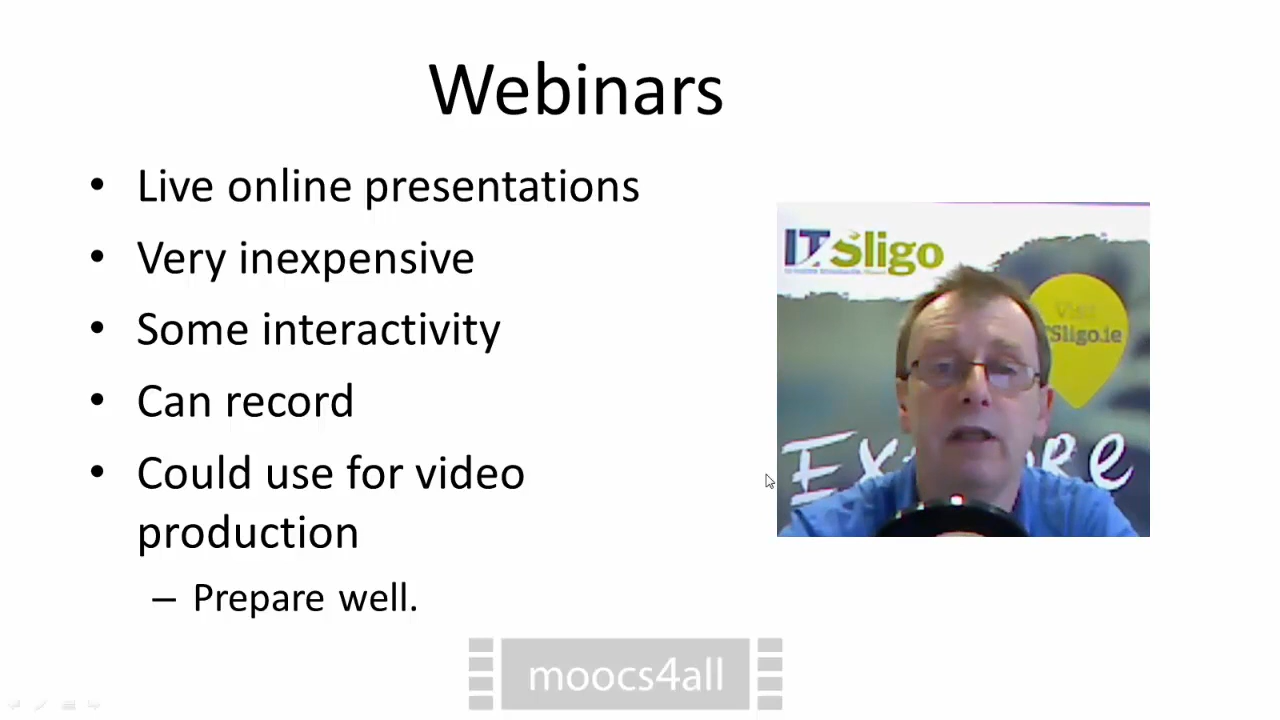 Webinars
• Live online presentations
• Very inexpensive
• Some interactivity
• Can record
• Could use for video
production
– Prepare well.
IT Sligo
Visit
Sligo.ie
moocs4all